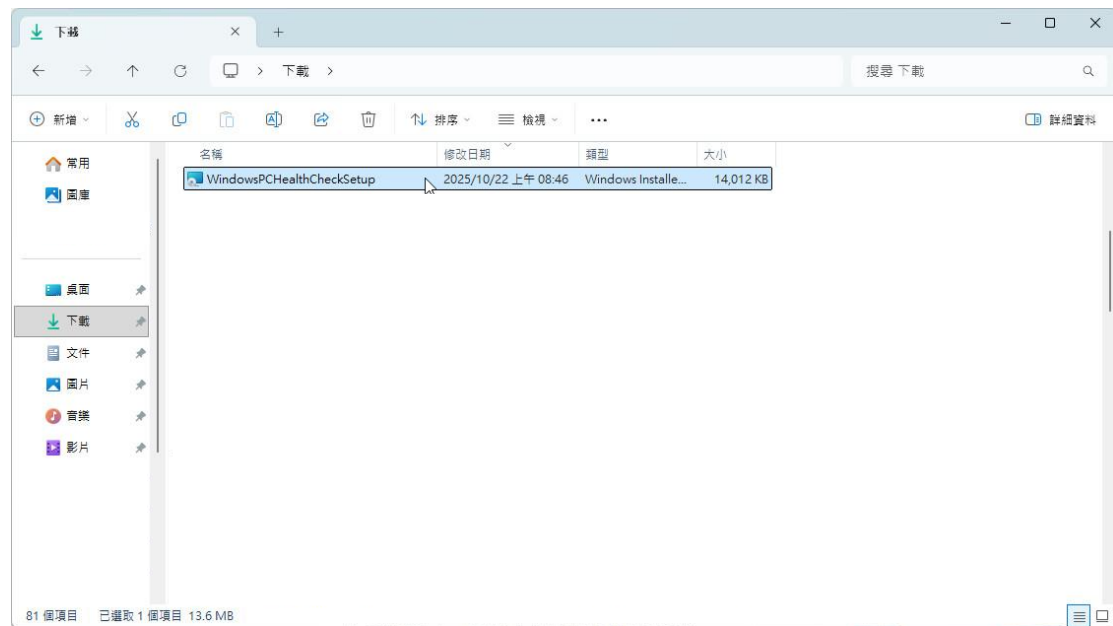 下載
下載
搜尋 下載
新增
排序
檢視
詳細資料
常用
圖庫
桌面
下載
文件
圖片
音樂
影片
名稱 修改日期 類型 大小
WindowsPCHealthCheckSetup 2025/10/22 上午 08:46 Windows Installe... 14,012 KB
81 個項目 已選取 1 個項目 13.6 MB